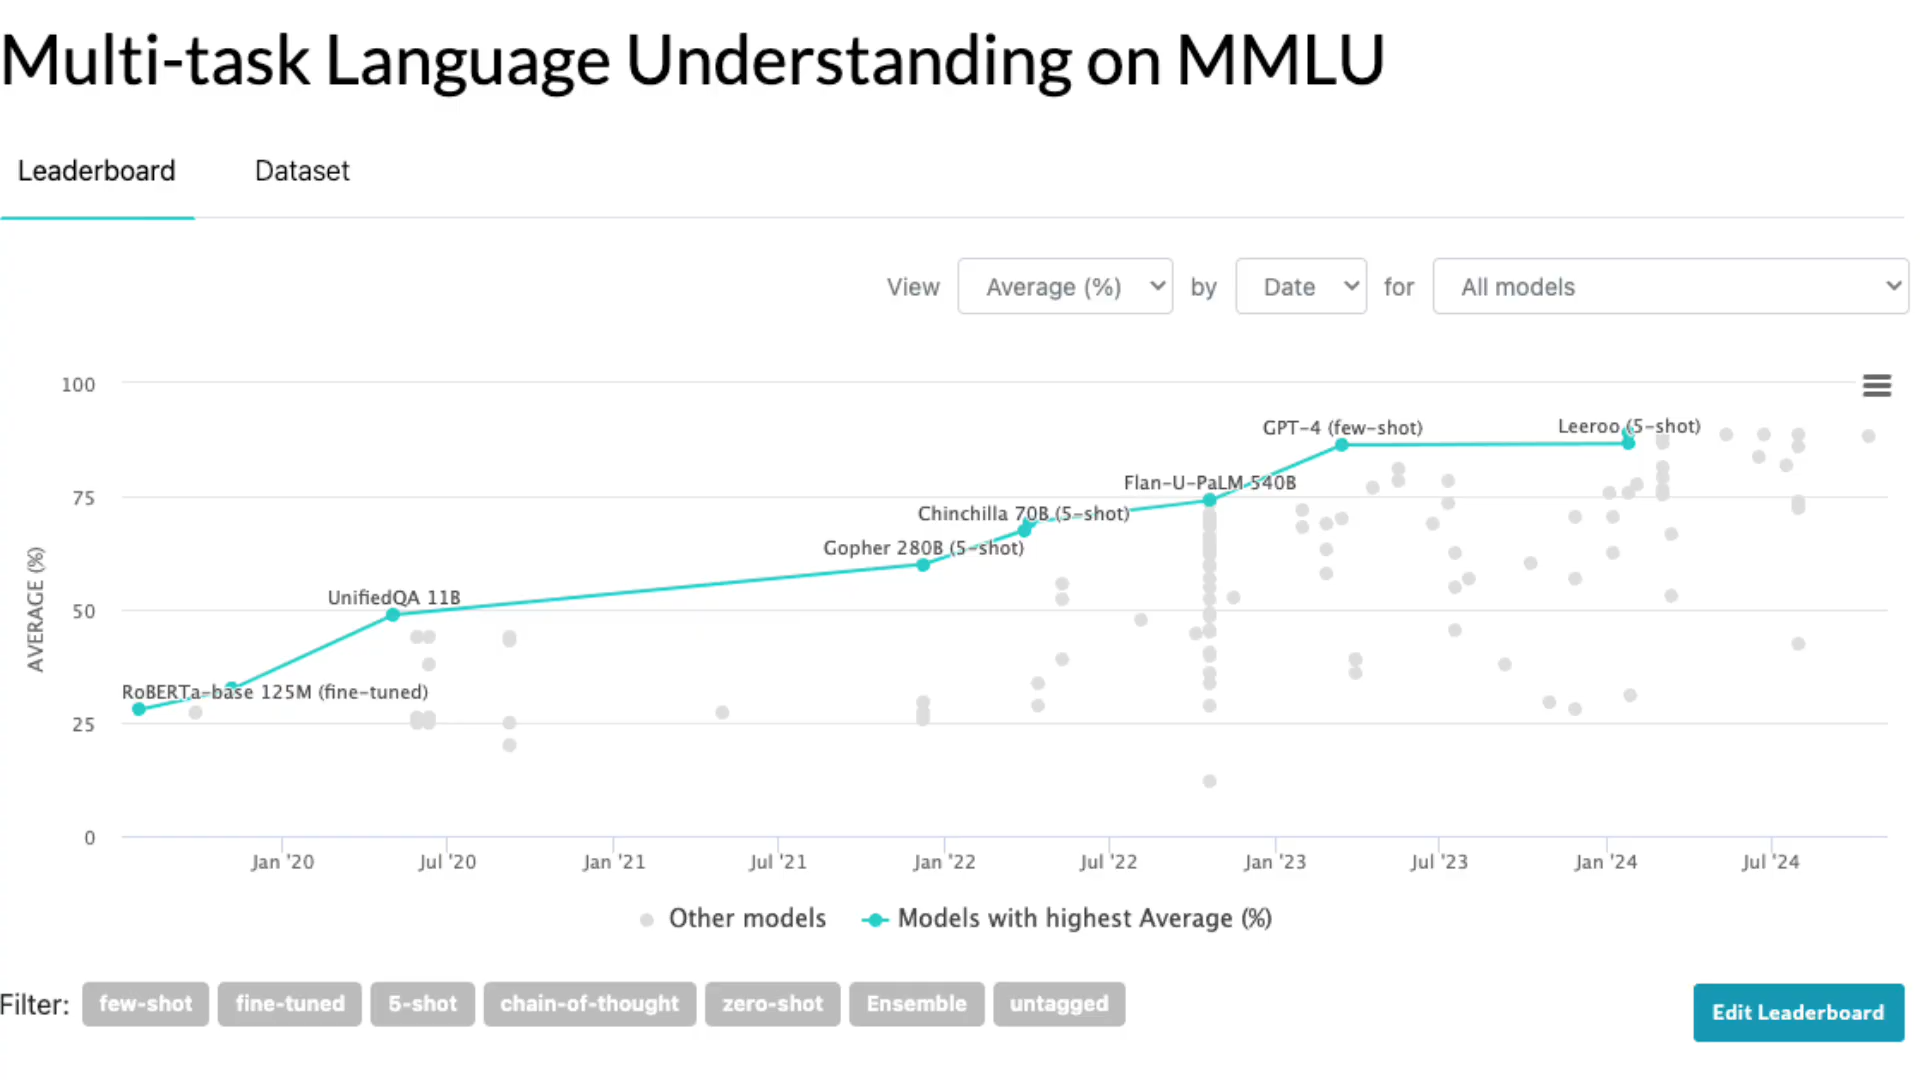 Multi-task Language Understanding on MMLU
Leaderboard Dataset
View Average (%) by Date for All models
100
75
50
25
0
AVERAGE (%)
RoBERTa-base 125M (fine-tuned)
UnifiedQA 11B
Gopher 280B (5-shot)
Chinchilla 70B (5-shot)
Flan-U-PaLM 540B
GPT-4 (few-shot)
Leeroo (5-shot)
Jan '20 Jul '20 Jan '21 Jul '21 Jan '22 Jul '22 Jan '23 Jul '23 Jan '24 Jul '24
Other models Models with highest Average (%)
Filter: few-shot fine-tuned 5-shot chain-of-thought zero-shot Ensemble untagged
Edit Leaderboard